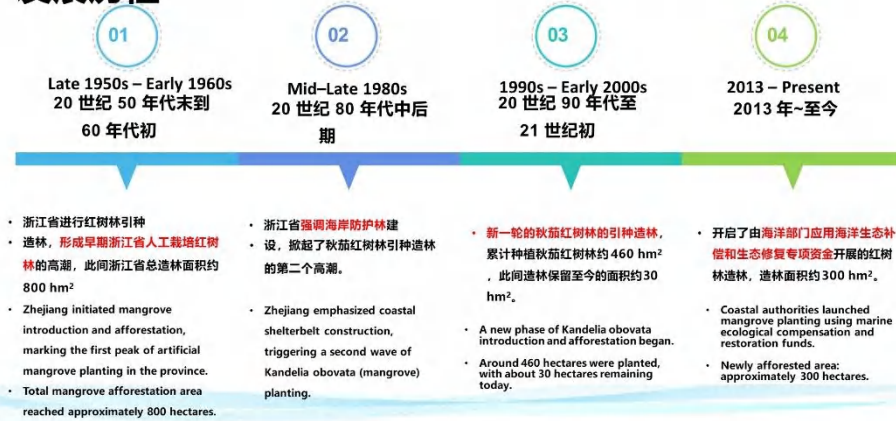 01
Late 1950s – Early 1960s
20 世纪 50 年代末到
60 年代初
浙江省进行红树林引种
造林，形成早期浙江省人工栽培红树
林的高潮，此间浙江省总造林面积约
800 hm²
Zhejiang initiated mangrove
introduction and afforestation,
marking the first peak of artificial
mangrove planting in the province.
Total mangrove afforestation area
reached approximately 800 hectares.
02
Mid–Late 1980s
20 世纪 80 年代中后
期
浙江省强调海岸防护林建
设，掀起了秋茄红树林引种造林
的第二个高潮。
Zhejiang emphasized coastal
shelterbelt construction,
triggering a second wave of
Kandelia obovata (mangrove)
planting.
03
1990s – Early 2000s
20 世纪 90 年代至
21 世纪初
新一轮的秋茄红树林的引种造林，
累计种植秋茄红树林约 460 hm²
，此间造林保留至今的面积约30
hm²。
A new phase of Kandelia obovata
introduction and afforestation began.
Around 460 hectares were planted,
with about 30 hectares remaining
today.
04
2013 – Present
2013 年~至今
开启了由海洋部门应用海洋生态补
偿和生态修复专项资金开展的红树
林造林，造林面积约300 hm²。
Coastal authorities launched
mangrove planting using marine
ecological compensation and
restoration funds.
Newly afforested area:
approximately 300 hectares.